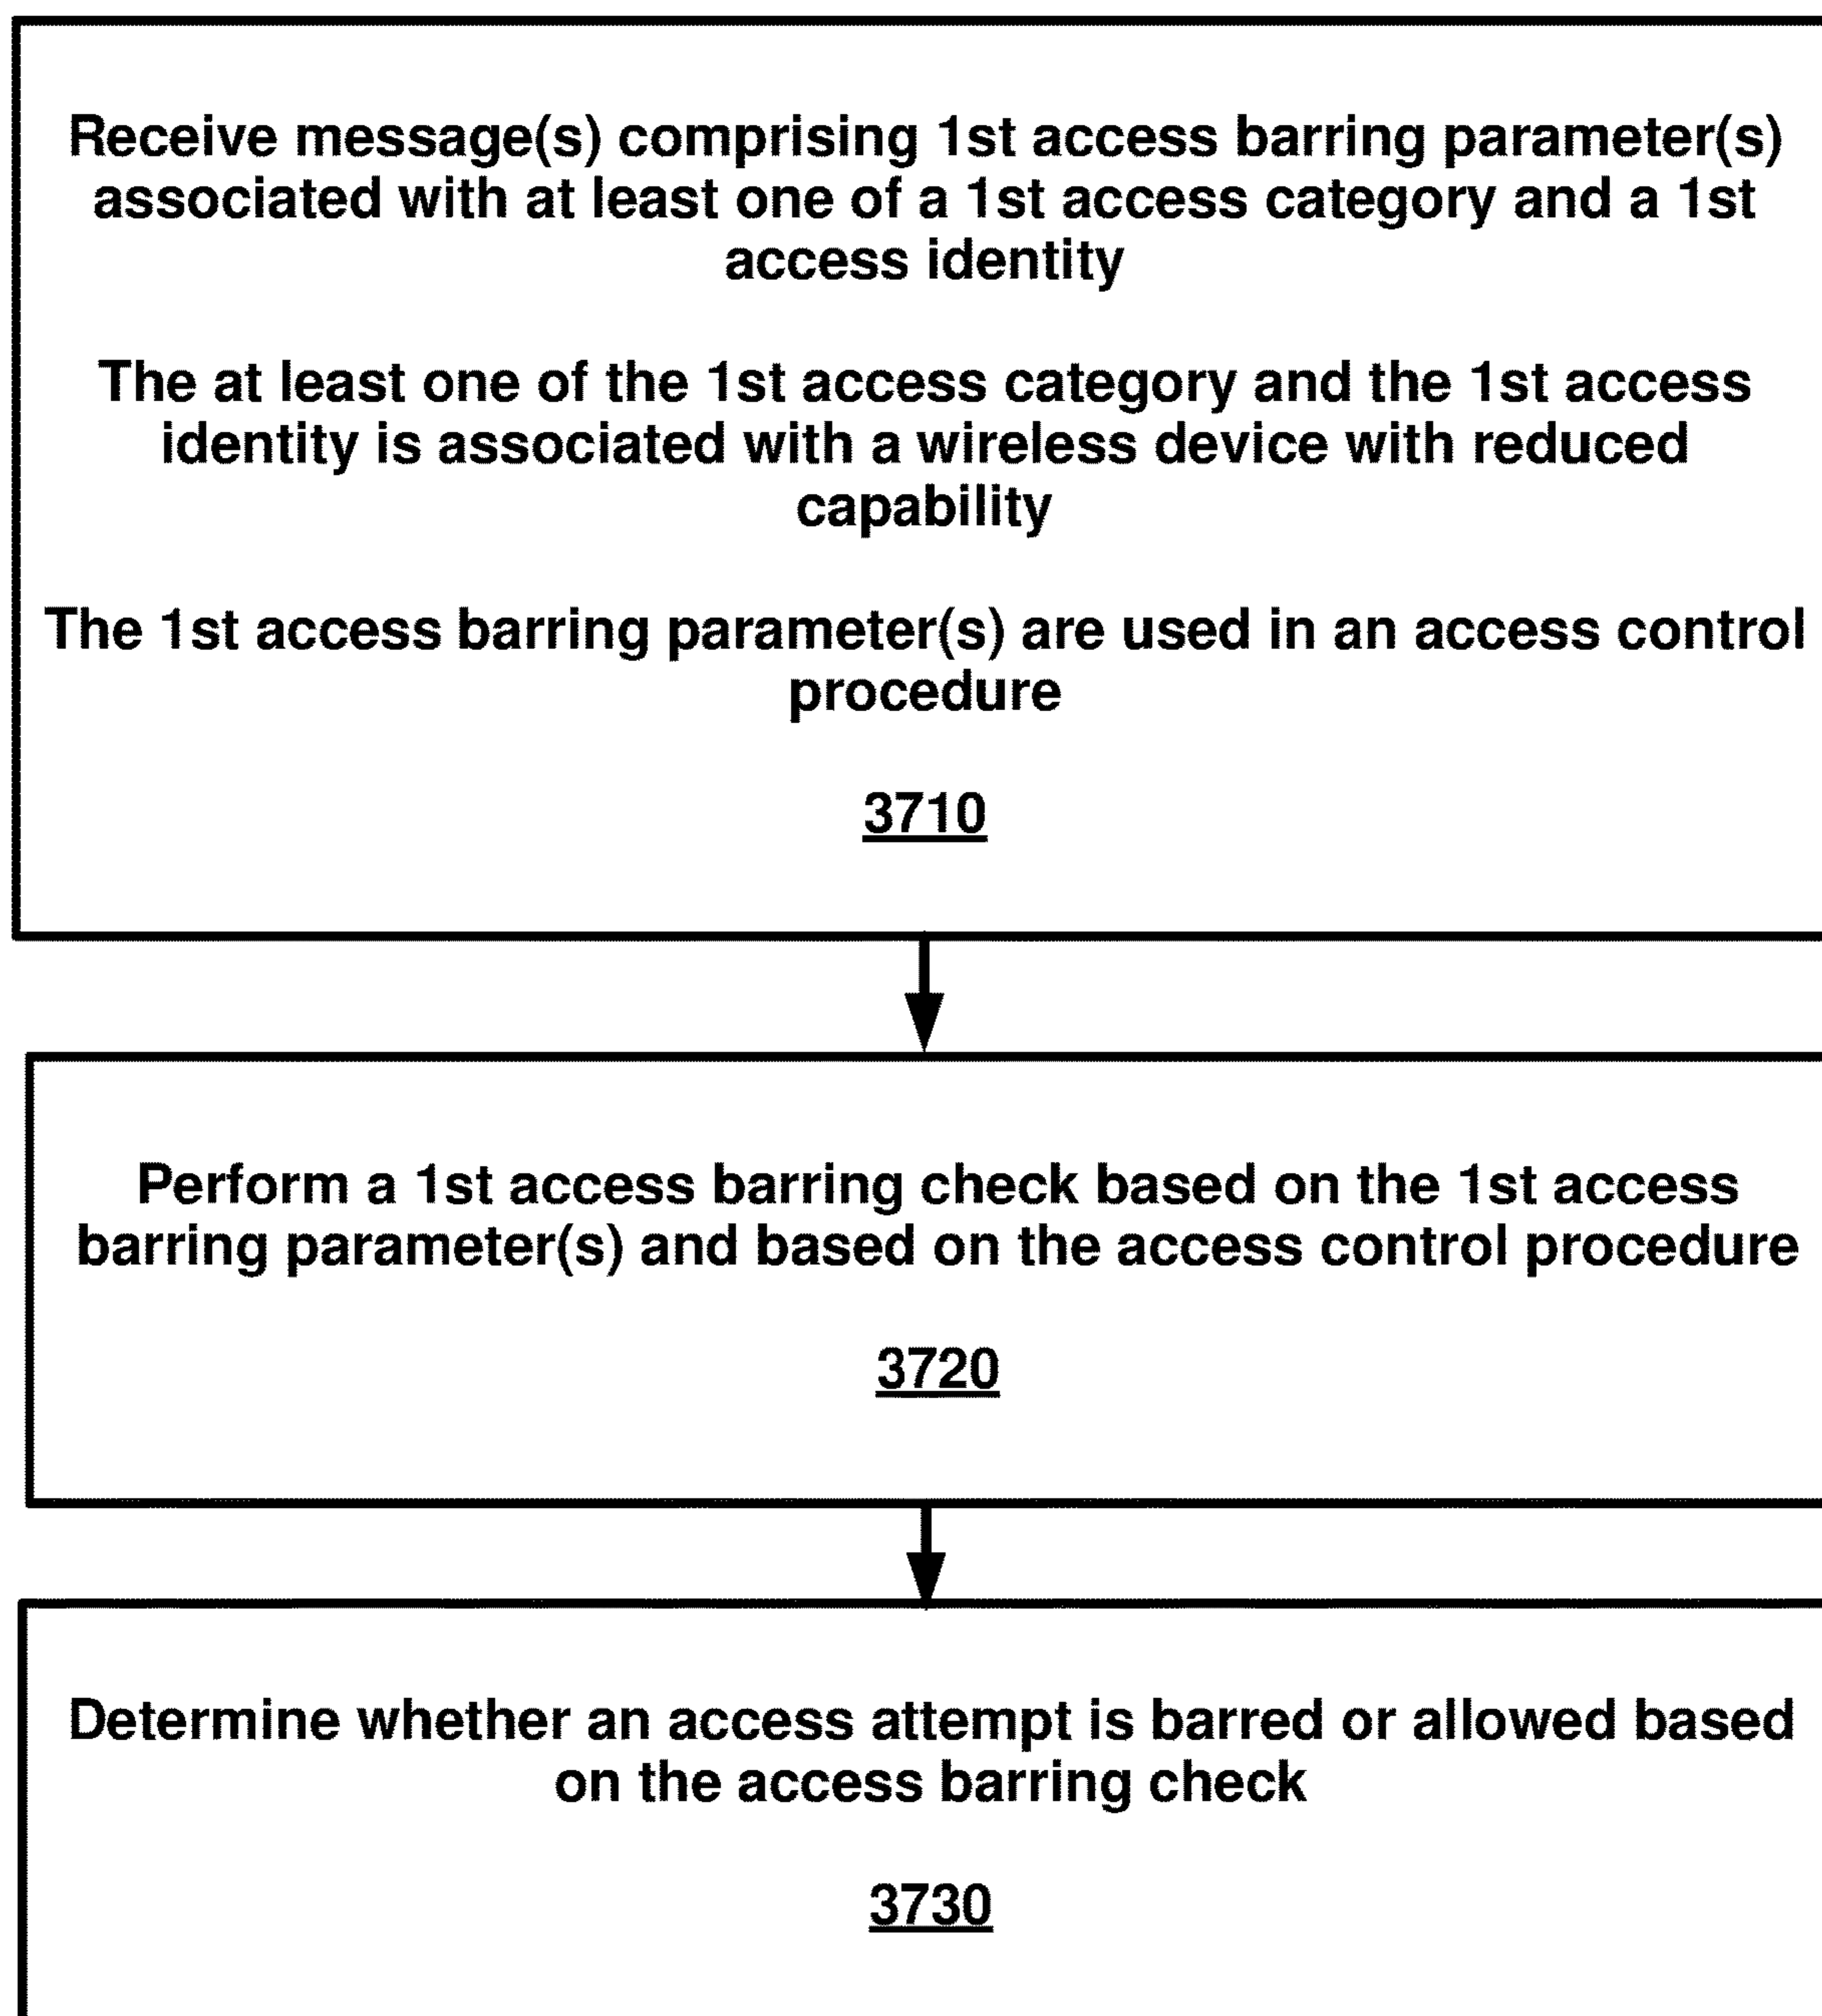 Receive message(s) comprising 1st access barring parameter(s)
associated with at least one of a 1st access category and a 1st
access identity
The at least one of the 1st access category and the 1st access
identity is associated with a wireless device with reduced
capability
The 1st access barring parameter(s) are used in an access control
procedure
3710
Perform a 1st access barring check based on the 1st access
barring parameter(s) and based on the access control procedure
3720
Determine whether an access attempt is barred or allowed based
on the access barring check
3730